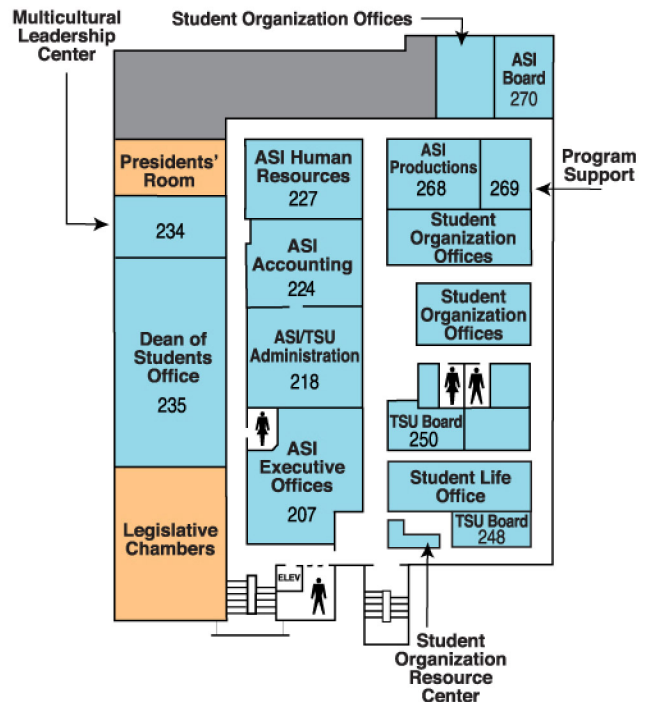 Multicultural
Leadership
Center
Student Organization Offices
ASI
Board
270
Presidents'
Room
ASI Human
Resources
227
ASI
Productions
268
269
Program
Support
234
Student
Organization
Offices
ASI
Accounting
224
Dean of
Students
Office
235
Student
Organization
Offices
ASI/TSU
Administration
218
TSU Board
250
ASI
Executive
Offices
207
Student Life
Office
Legislative
Chambers
TSU Board
248
ELEV
Student
Organization
Resource
Center